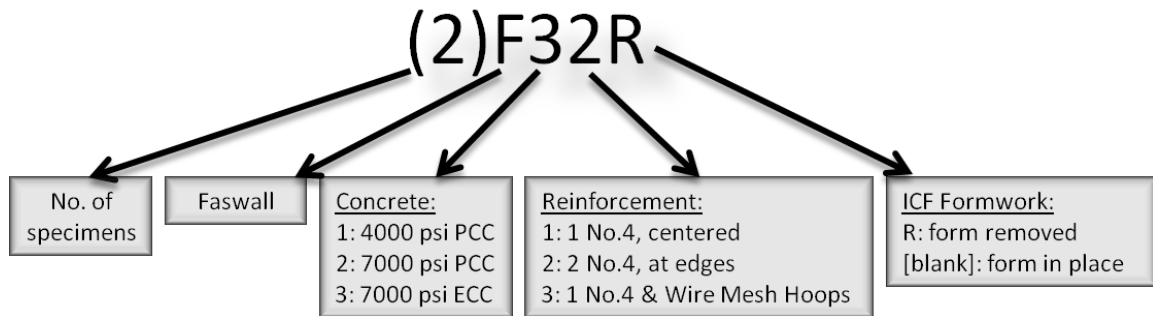 (2)F32R
No. of
specimens
Faswall
Concrete:
1: 4000 psi PCC
2: 7000 psi PCC
3: 7000 psi ECC
Reinforcement:
1: 1 No.4, centered
2: 2 No.4, at edges
3: 1 No.4 & Wire Mesh Hoops
ICF Formwork:
R: form removed
[blank]: form in place